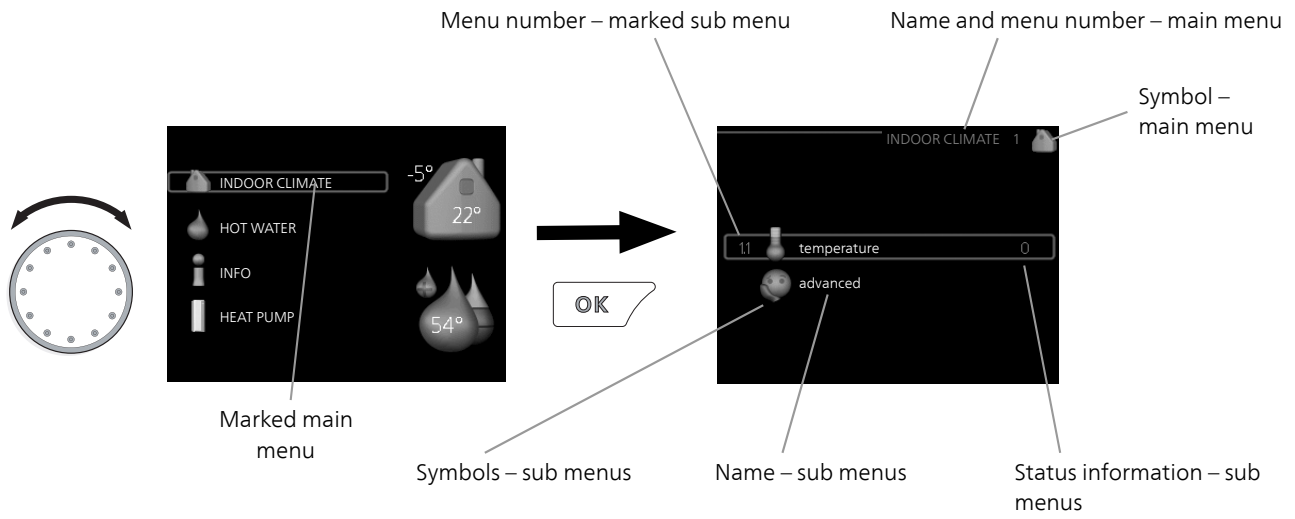 Menu number – marked sub menu
Name and menu number – main menu
Symbol –
main menu
INDOOR CLIMATE
-5°
22°
HOT WATER
INFO
HEAT PUMP
54°
OK
INDOOR CLIMATE 1
1.1 temperature 0
advanced
Marked main
menu
Symbols – sub menus
Name – sub menus
Status information – sub
menus